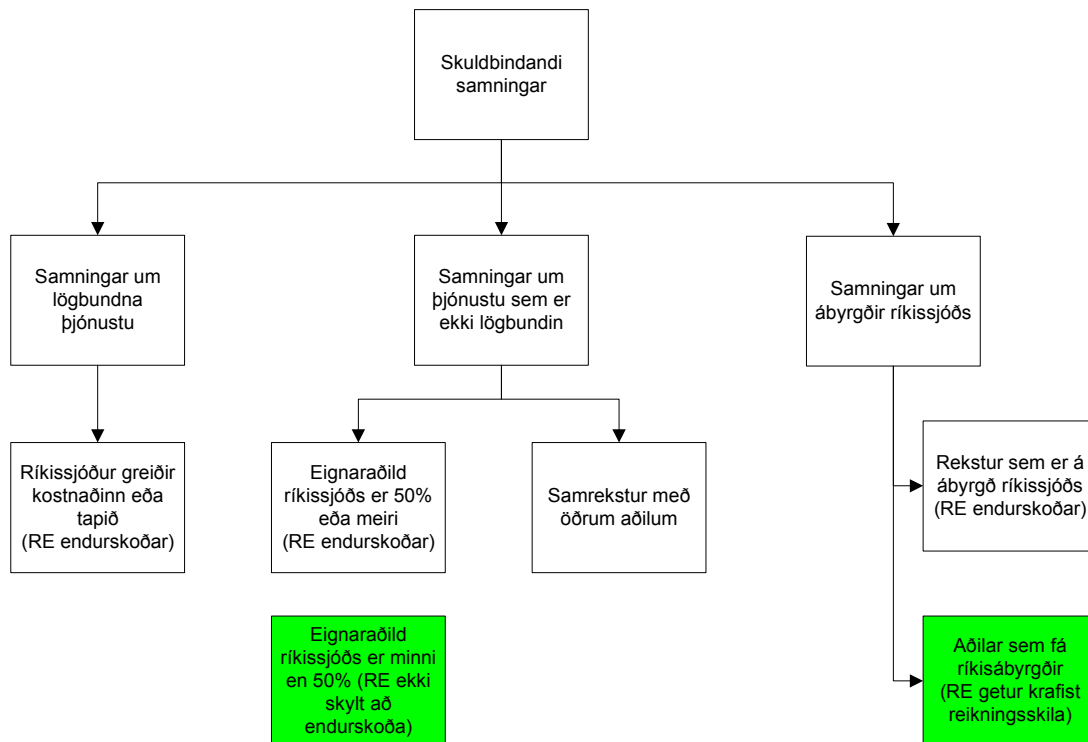 Skuldbindandi
samningar
Samningar um
lögbundna
þjónustu
Samningar um
þjónustu sem er
ekki lögbundin
Samningar um
ábyrgðir ríkissjóðs
Ríkissjóður greiðir
kostnaðinn eða
tapið
(RE endurskoðar)
Eignaraðild
ríkissjóðs er 50%
eða meiri
(RE endurskoðar)
Samrekstur með
öðrum aðilum
Rekstur sem er á
ábyrgð ríkissjóðs
(RE endurskoðar)
Eignaraðild
ríkissjóðs er minni
en 50% (RE ekki
skylt að
endurskoða)
Aðilar sem fá
ríkisábyrgðir
(RE getur krafist
reikningsskila)